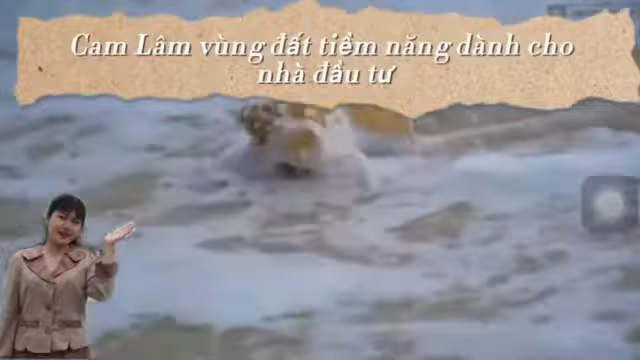 Cam Lâm vùng đất tiềm năng dành cho
nhà đầu tư